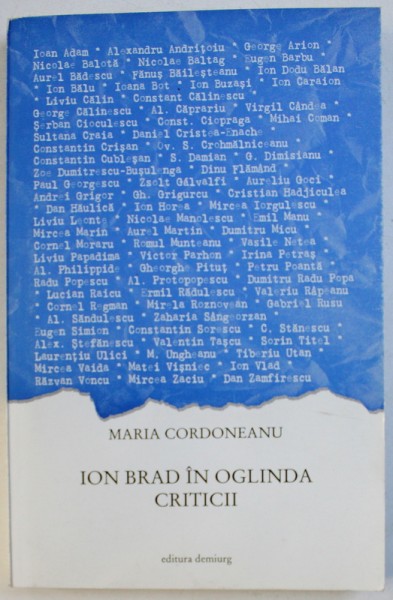 Ioan Adam * Alexandru Andrițoiu * George Arion *
Nicolae Balotă * Nicolae Baltag * Eugen Barbu *
Aurel Bădescu * Fănuș Băileșteanu * Ion Dodu Bălan
* Ion Bălu * Ioana Bot * Ion Buzași * Ion Caraion
* Liviu Călin * Constant Călinescu *
George Călinescu * Al. Căprariu * Virgil Cândea *
Șerban Cioculescu * Const. Ciopraga * Mihai Coman *
Sultana Craia * Daniel Cristea-Enache *
Constantin Crișan * Ov. S. Crohmălniceanu *
Constantin Cubleșan * S. Damian * G. Dimisianu *
Zoe Dumitrescu-Bușulenga * Dinu Flămând *
Paul Georgescu * Zsolt Gálvalfi * Aureliu Goci *
Andrei Grigor * Gh. Grigurcu * Cristian Hadjiculea
* Dan Hăulică * Ion Horea * Mircea Iorgulescu *
Liviu Leonte * Nicolae Manolescu * Emil Manu *
Mircea Marin * Aurel Martin * Dumitru Micu *
Cornel Moraru * Romul Munteanu * Vasile Netea *
Liviu Papadima * Victor Parhon * Irina Petraș *
Al. Philippide * Gheorghe Pituț * Petru Poantă *
Radu Popescu * Al. Protopopescu * Dumitru Radu Popa
* Lucian Raicu * Ermil Rădulescu * Valeriu Râpeanu
* Cornel Regman * Mirela Roznoveanu * Gabriel Rusu
* Al. Săndulescu * Zaharia Sângeorzan *
Eugen Simion * Constantin Sorescu * C. Stănescu *
Alex. Ștefănescu * Valentin Tașcu * Sorin Titel *
Laurențiu Ulici * M. Ungheanu * Tiberiu Utan *
Mircea Vaida * Matei Vișniec * Ion Vlad *
Răzvan Voncu * Mircea Zaciu * Dan Zamfirescu
MARIA CORDONEANU
ION BRAD ÎN OGLINDA
CRITICII
editura demiurg